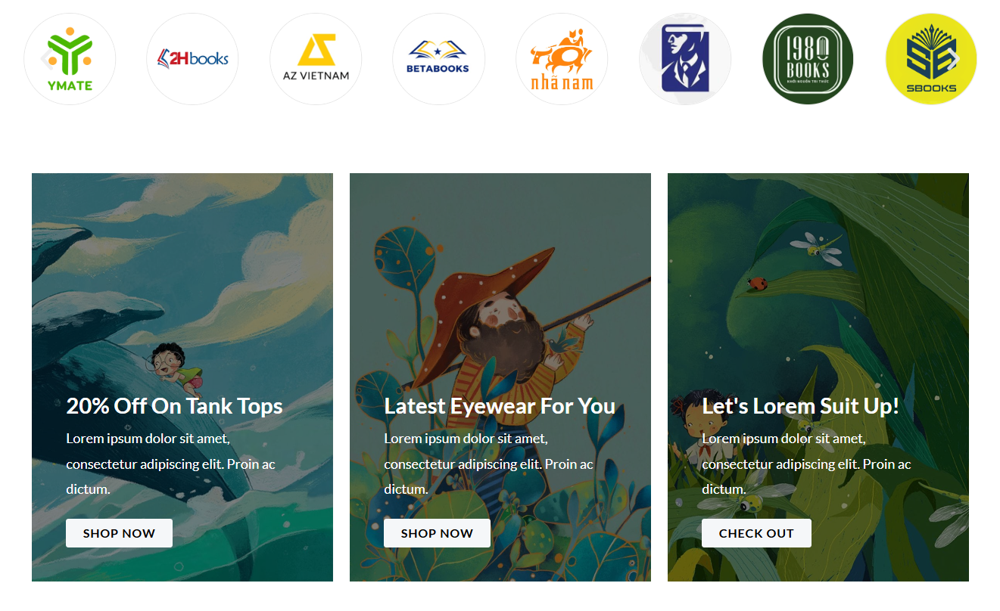 YMATE
2Hbooks
AZ VIETNAM
BETABOOKS
nhã nam
1980
BOOKS
KHƠI NGUỒN TRI THỨC
SBOOKS
20% Off On Tank Tops
Lorem ipsum dolor sit amet,
consectetur adipiscing elit. Proin ac
dictum.
SHOP NOW
Latest Eyewear For You
Lorem ipsum dolor sit amet,
consectetur adipiscing elit. Proin ac
dictum.
SHOP NOW
Let's Lorem Suit Up!
Lorem ipsum dolor sit amet,
consectetur adipiscing elit. Proin ac
dictum.
CHECK OUT